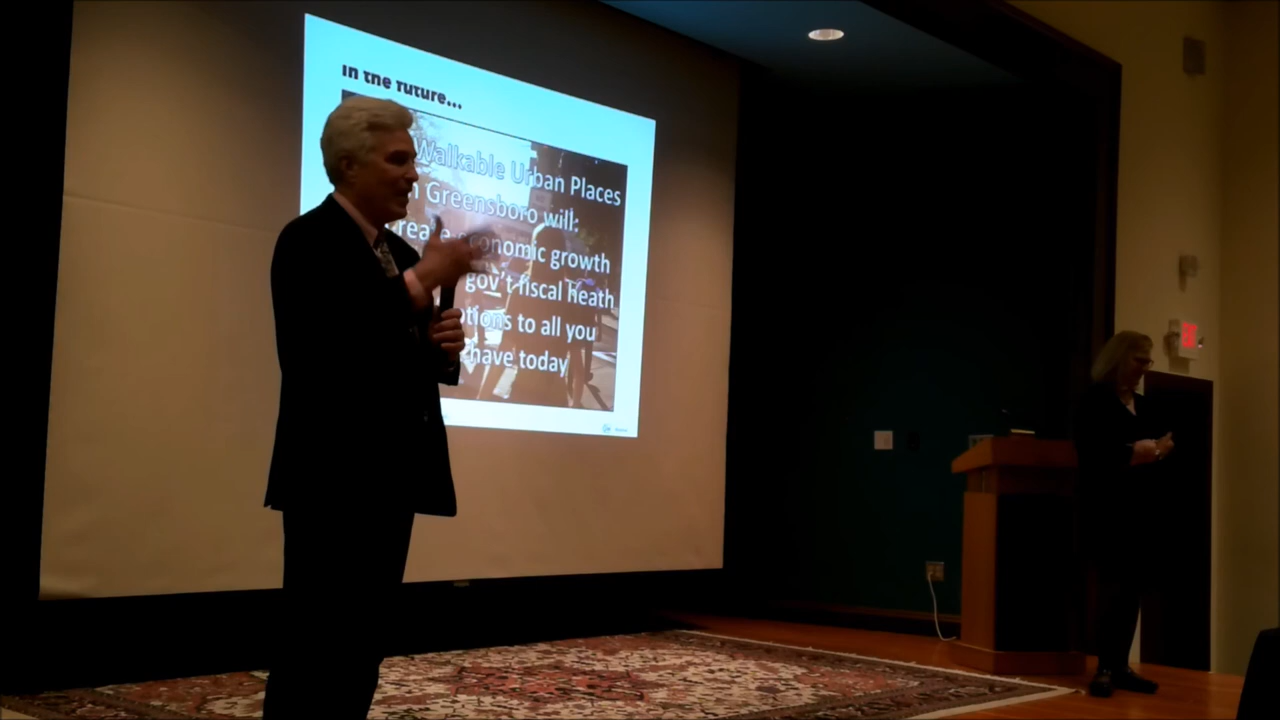 In the future...
Walkable Urban Places
Greensboro will:
economic growth
gov't fiscal heath
to all you
have today